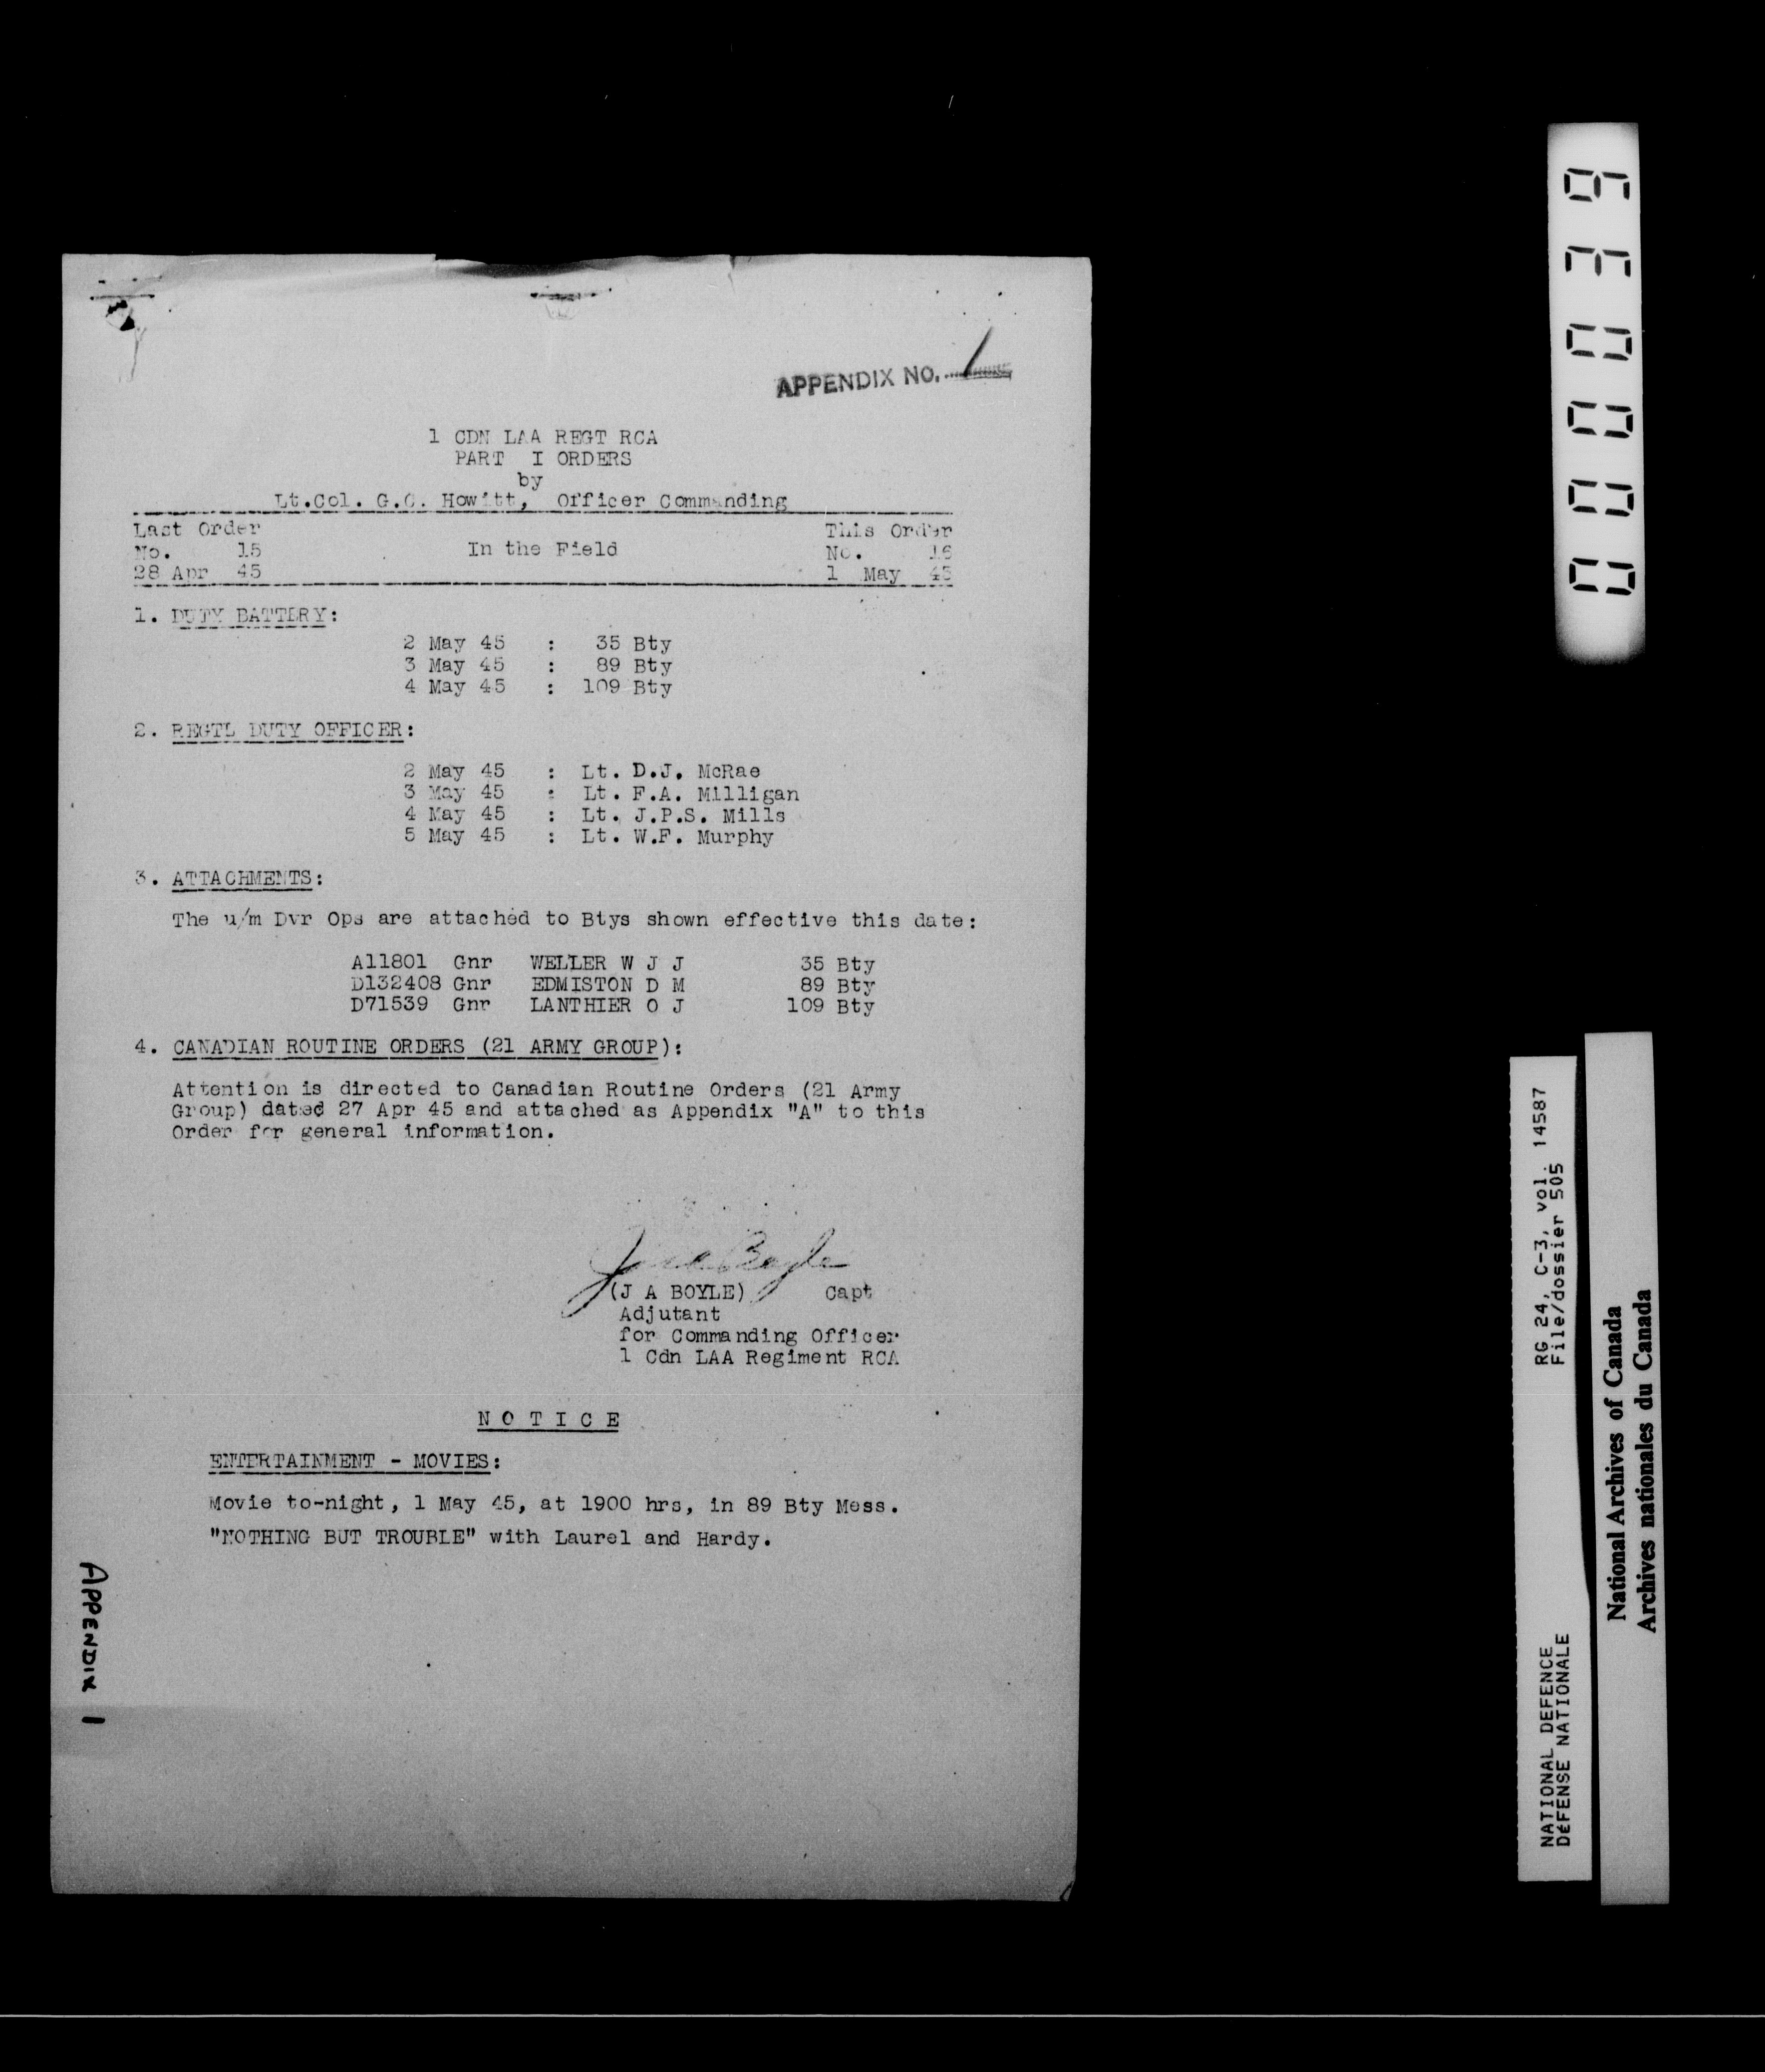 APPENDIX NO. 1
1 CDN LAA REGT RCA
PART I ORDERS
by
Lt.Col. G.C. Howitt, Officer Commanding
Last Order This Order
No. 15 In the Field No. 16
28 Apr 45 1 May 45
1. DUTY BATTERY:
2 May 45 : 35 Bty
3 May 45 : 89 Bty
4 May 45 : 109 Bty
2. REGTL DUTY OFFICER:
2 May 45 : Lt. D.J. McRae
3 May 45 : Lt. F.A. Milligan
4 May 45 : Lt. J.P.S. Mills
5 May 45 : Lt. W.F. Murphy
3. ATTACHMENTS:
The u/m Dvr Ops are attached to Btys shown effective this date:
A11801 Gnr WELLER W J J 35 Bty
D132408 Gnr EDMISTON D M 89 Bty
D71539 Gnr LANTHIER O J 109 Bty
4. CANADIAN ROUTINE ORDERS (21 ARMY GROUP):
Attention is directed to Canadian Routine Orders (21 Army
Group) dated 27 Apr 45 and attached as Appendix "A" to this
Order for general information.
(J A BOYLE) Capt
Adjutant
for Commanding Officer
1 Cdn LAA Regiment RCA
N O T I C E
ENTERTAINMENT - MOVIES:
Movie to-night, 1 May 45, at 1900 hrs, in 89 Bty Mess.
"NOTHING BUT TROUBLE" with Laurel and Hardy.
APPENDIX 1
000039
RG 24, C-3, vol. 14587
File/dossier 505
NATIONAL DEFENCE
DÉFENSE NATIONALE
National Archives of Canada
Archives nationales du Canada